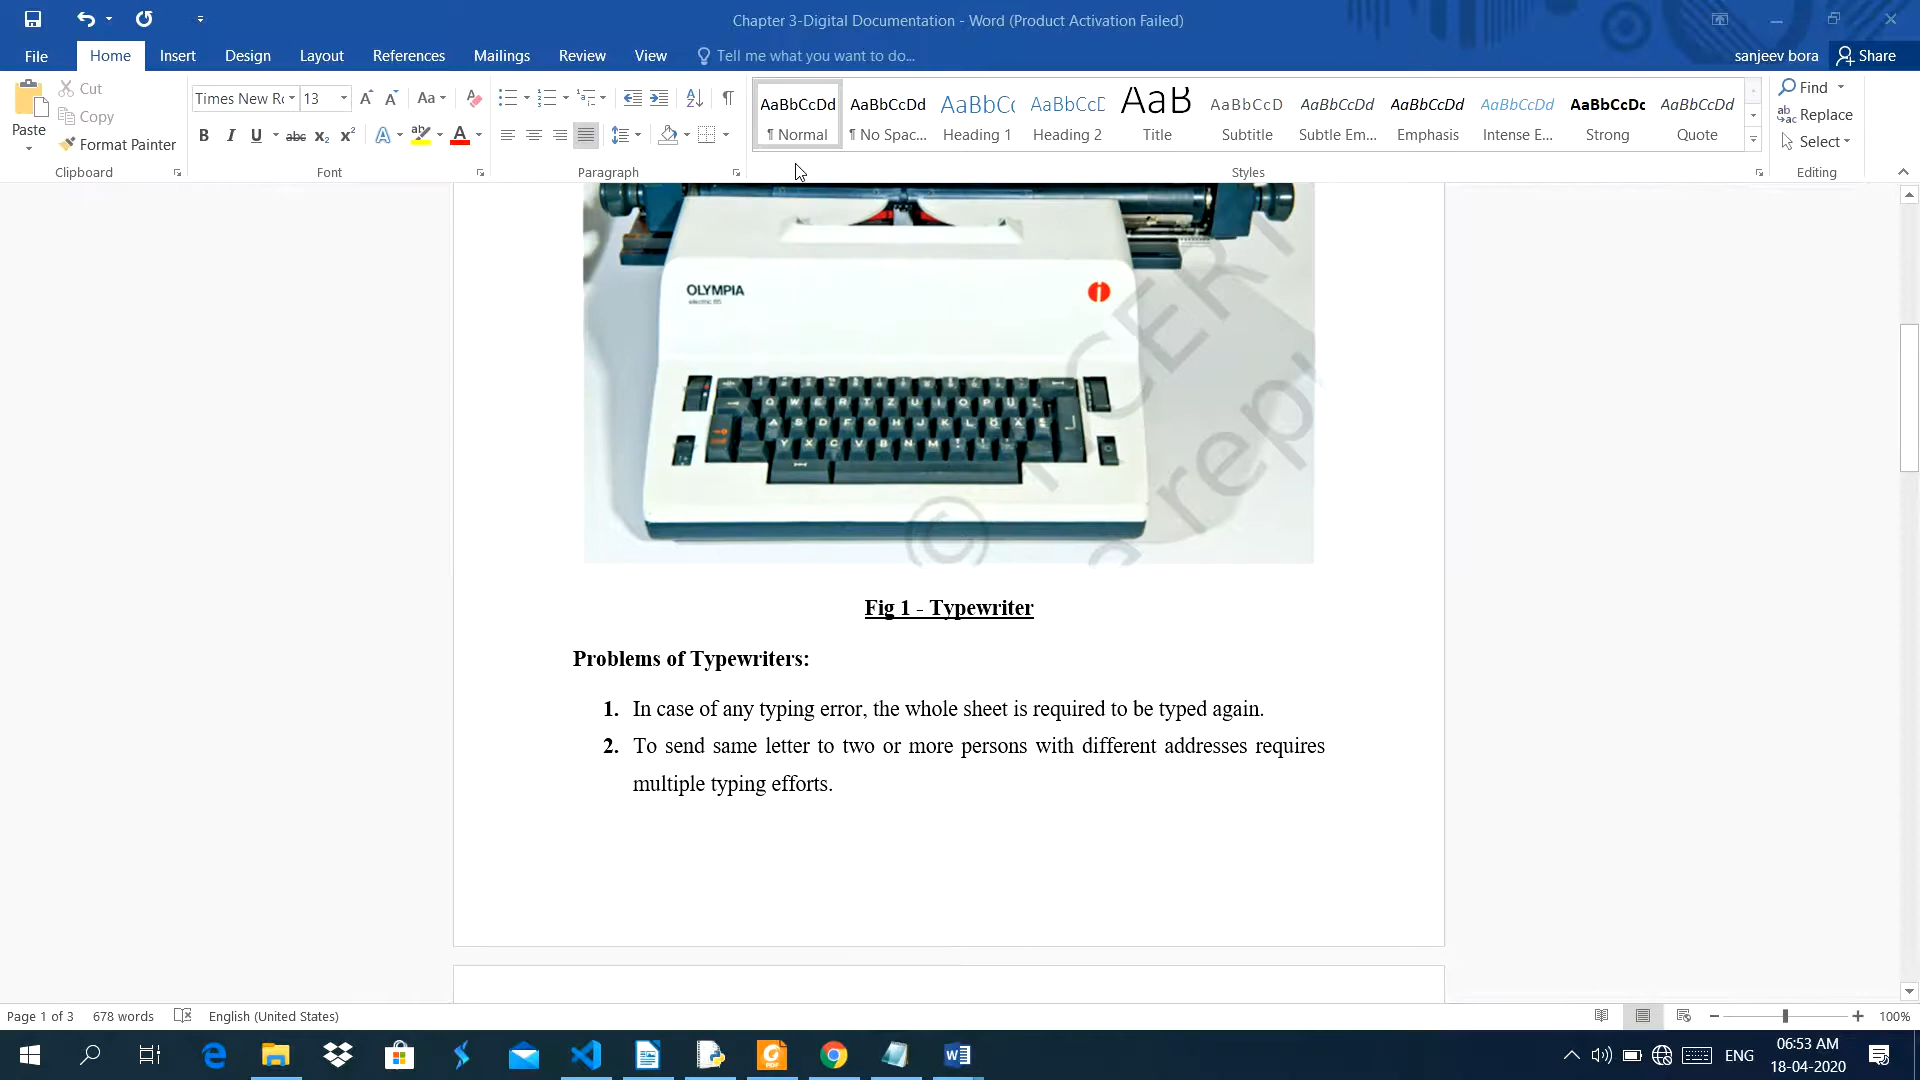 Chapter 3-Digital Documentation - Word (Product Activation Failed)
File Home Insert Design Layout References Mailings Review View Tell me what you want to do... sanjeev bora Share
Paste
Cut
Copy
Format Painter
Clipboard
Times New R 13
Font
Paragraph
AaBbCcDd AaBbCcDd AaBbC AaBbCcD AaB AaBbCcD AaBbCcDd AaBbCcDd AaBbCcDd AaBbCcDc AaBbCcDd
¶ Normal ¶ No Spac... Heading 1 Heading 2 Title Subtitle Subtle Em... Emphasis Intense E... Strong Quote
Styles
Find
Replace
Select
Editing
OLYMPIA
electric 65
Q W E R T Z U I O P Ü
A S D F G H J K L Ö Ä
Y X C V B N M
Fig 1 - Typewriter
Problems of Typewriters:
1. In case of any typing error, the whole sheet is required to be typed again.
2. To send same letter to two or more persons with different addresses requires
multiple typing efforts.
Page 1 of 3 678 words English (United States) 100%
ENG
06:53 AM
18-04-2020